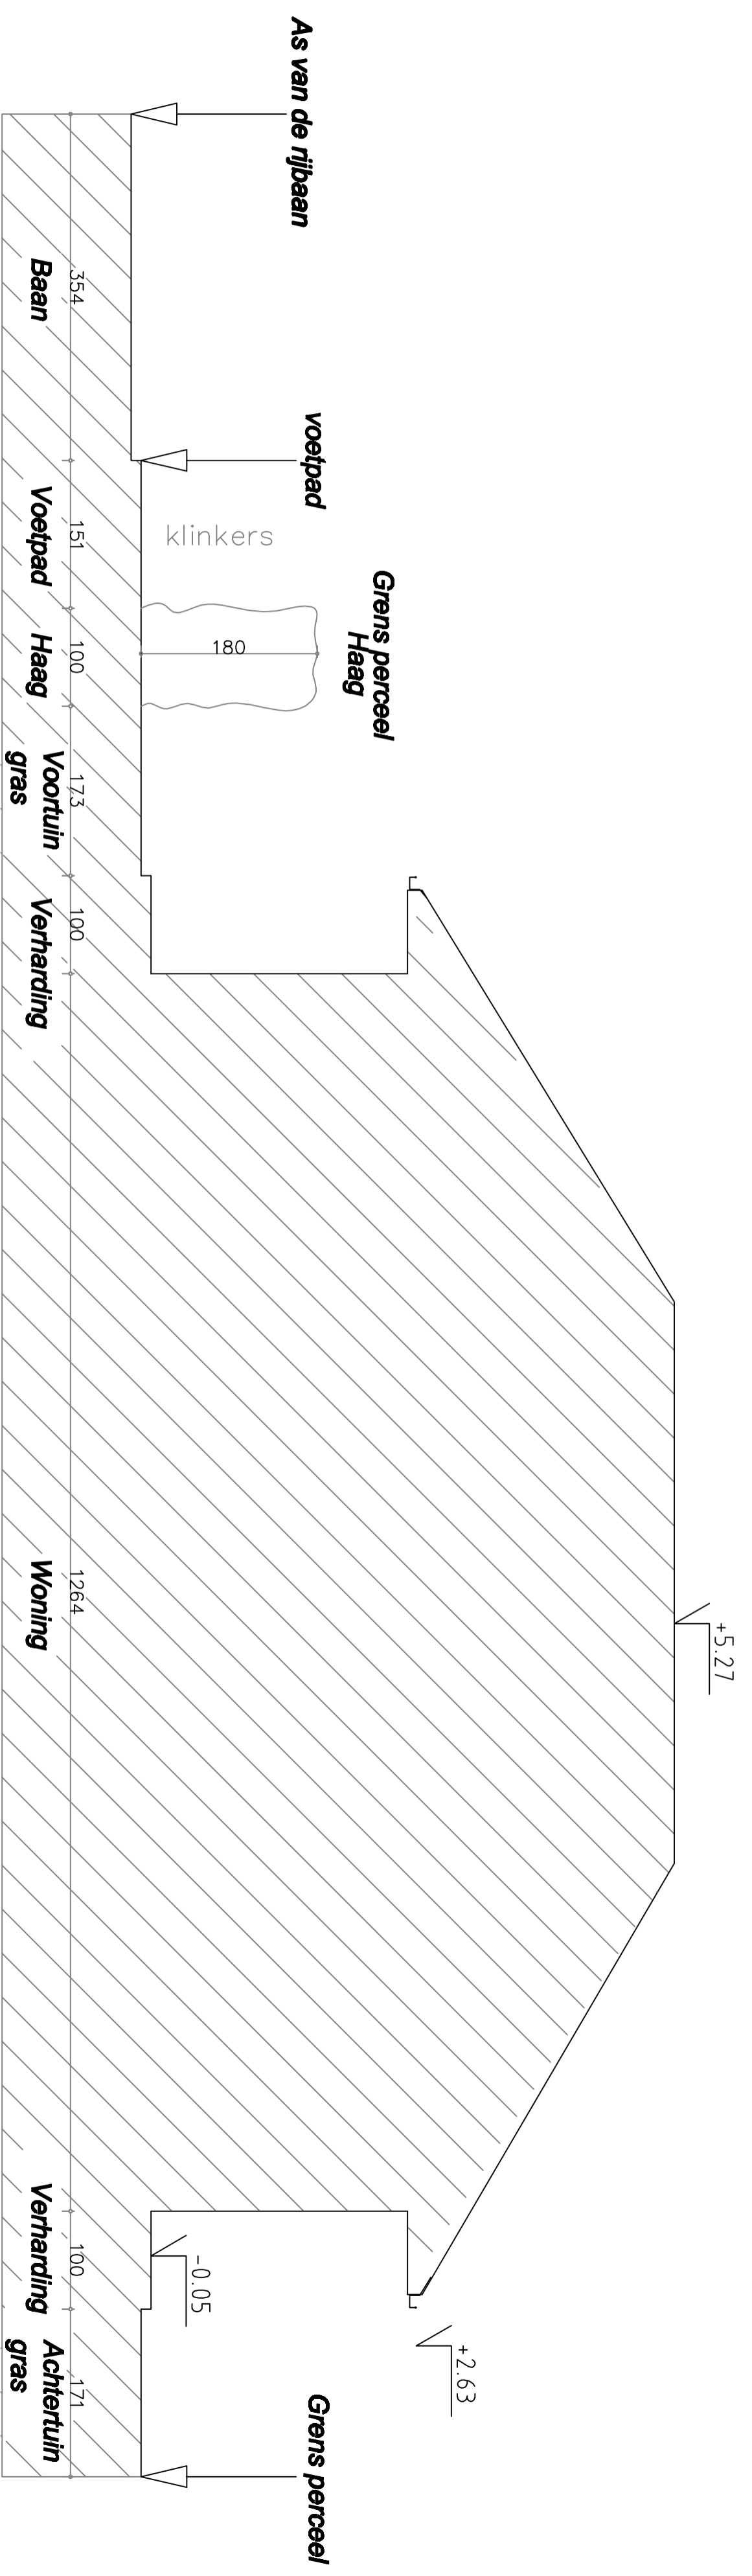 +5.27
+2.63
-0.05
As van de rijbaan
voetpad
Grens perceel
Haag
Grens perceel
klinkers
180
354
151
100
173
100
1264
100
171
Baan
Voetpad
Haag
Voortuin
gras
Verharding
Woning
Verharding
Achtertuin
gras